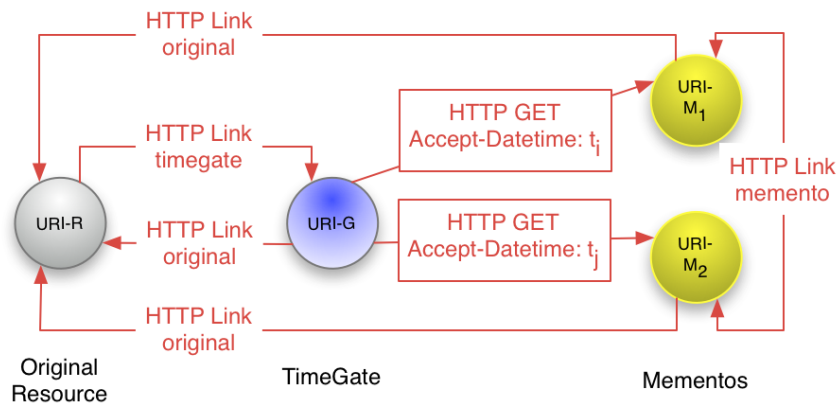 HTTP Link
original
URI-
M1
HTTP GET
Accept-Datetime: ti
HTTP Link
timegate
HTTP Link
memento
URI-R
URI-G
HTTP Link
original
HTTP GET
Accept-Datetime: tj
URI-
M2
HTTP Link
original
Original
Resource
TimeGate
Mementos